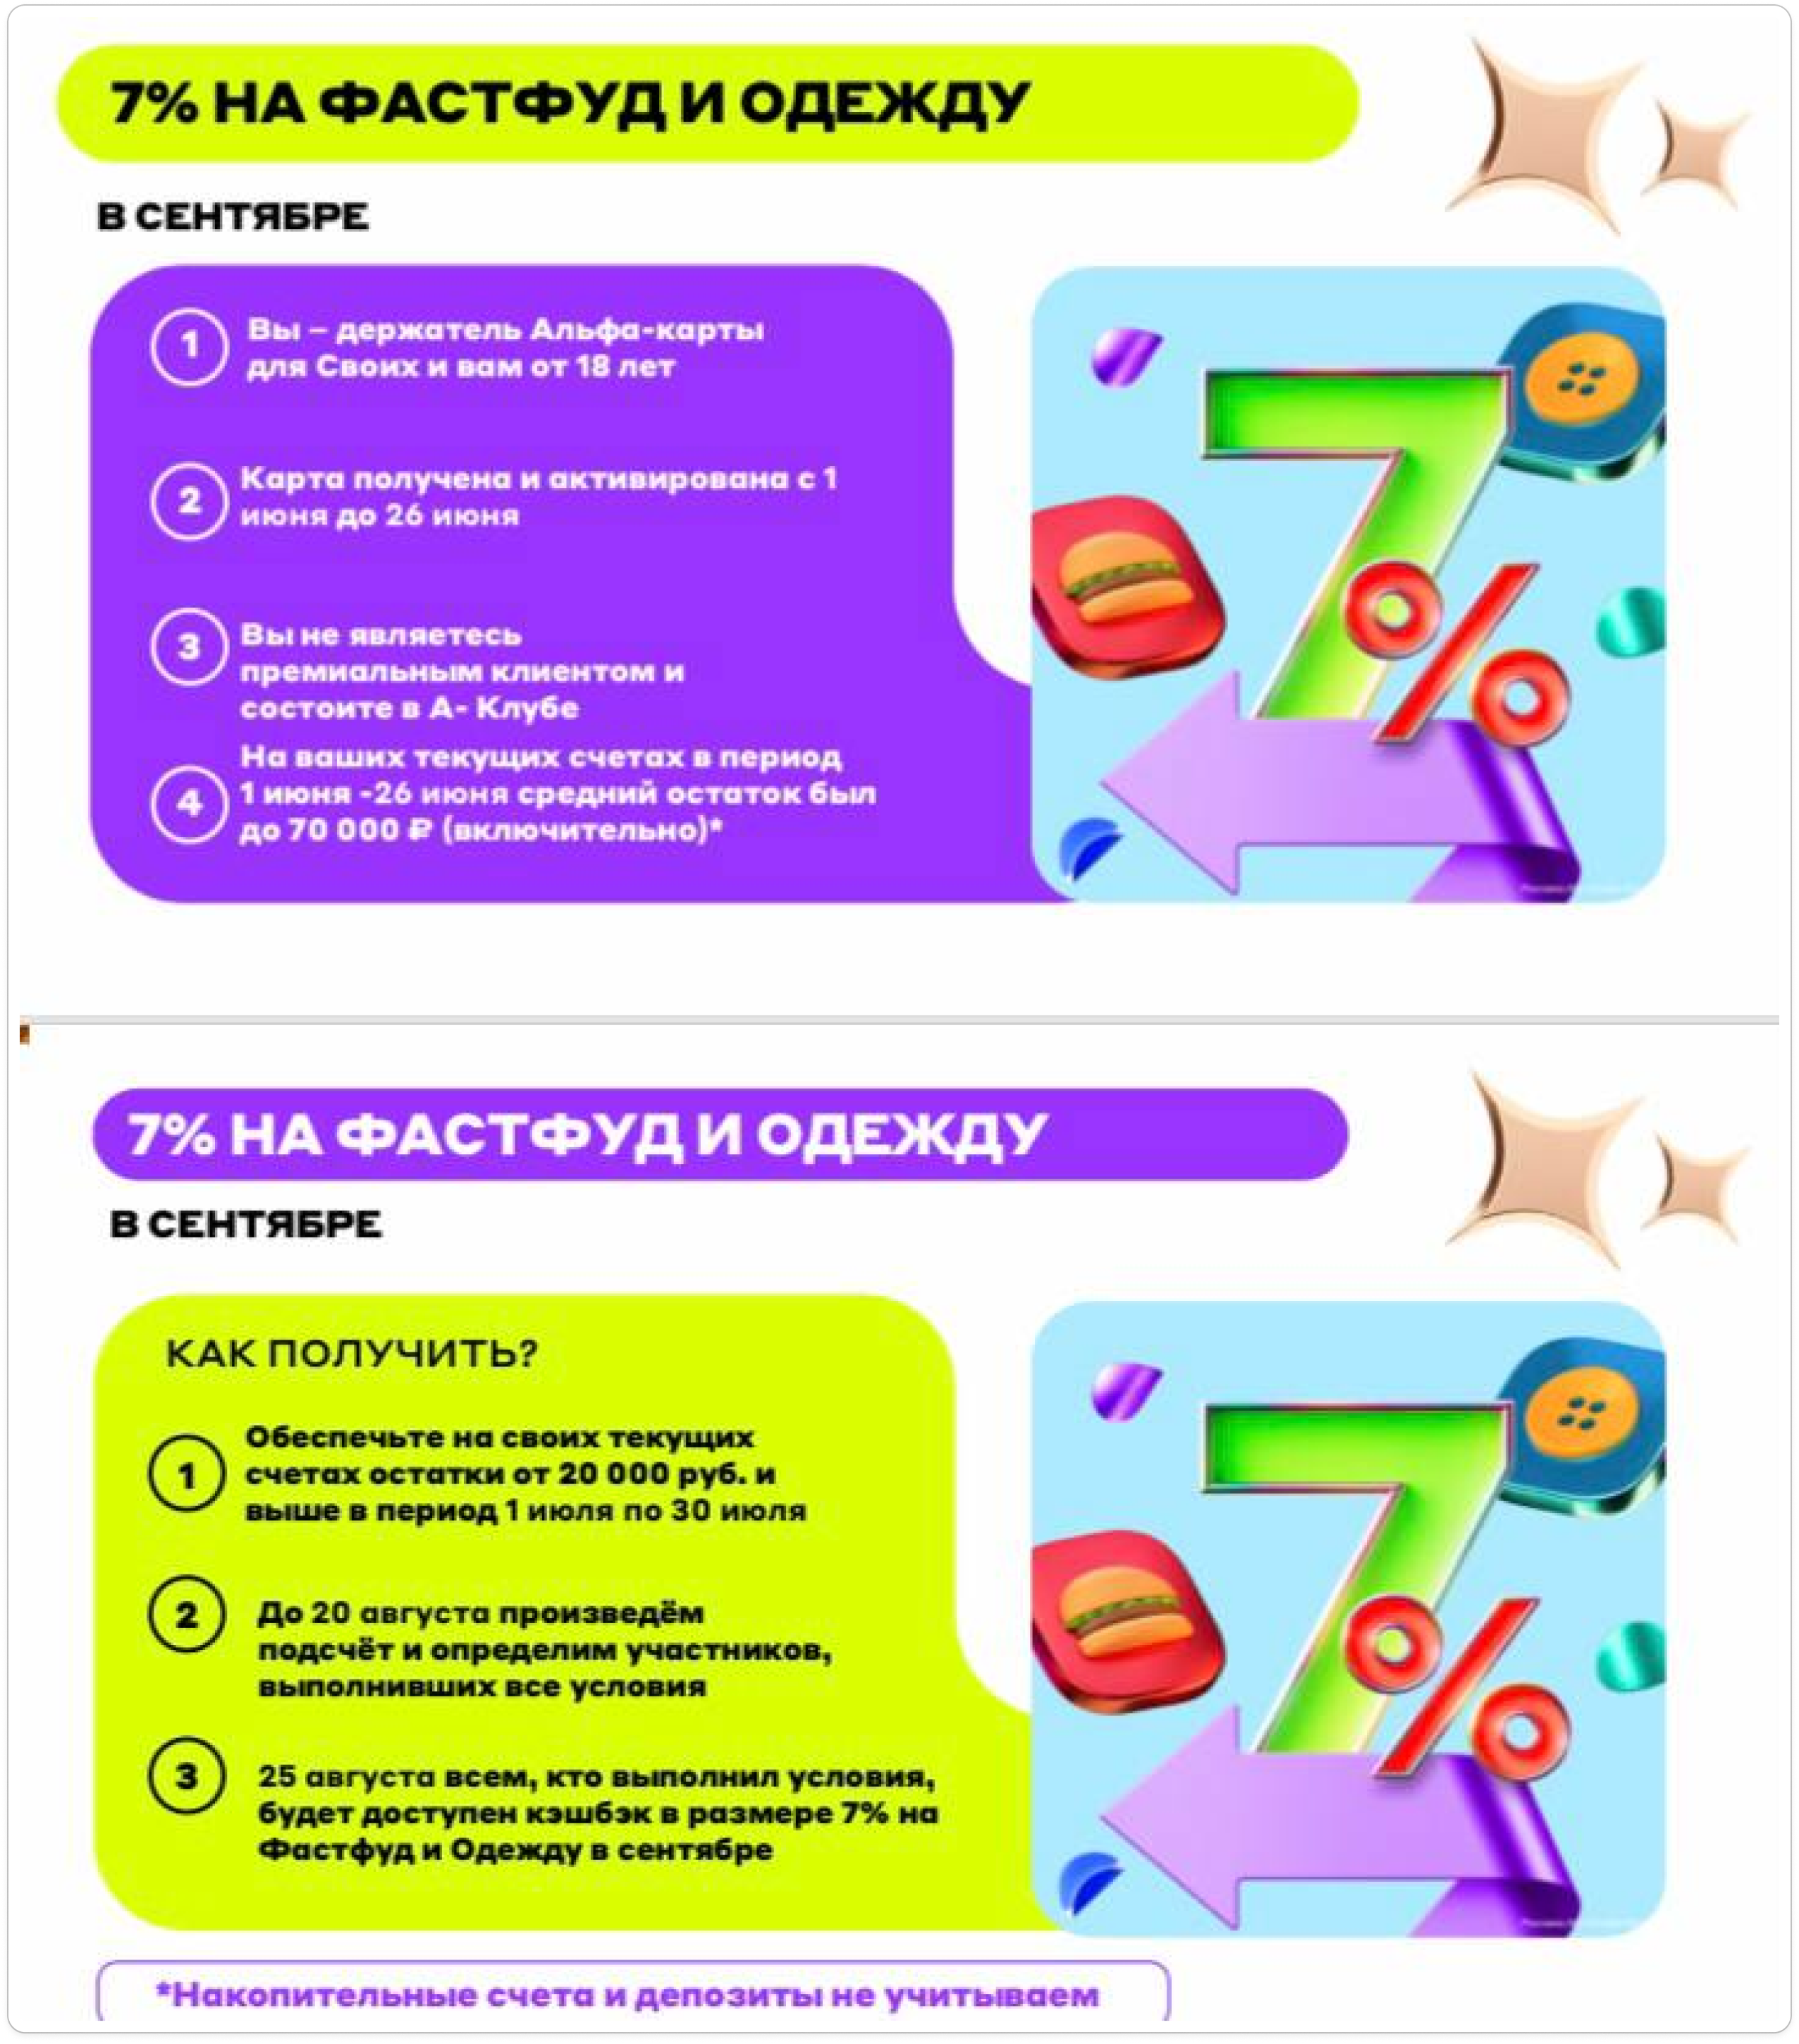 7% НА ФАСТФУД И ОДЕЖДУ
В СЕНТЯБРЕ
1
Вы – держатель Альфа-карты
для Своих и вам от 18 лет
2
Карта получена и активирована с 1
июня до 26 июня
3
Вы не являетесь
премиальным клиентом и
состоите в А- Клубе
4
На ваших текущих счетах в период
1 июня -26 июня средний остаток был
до 70 000 ₽ (включительно)*
7%
7% НА ФАСТФУД И ОДЕЖДУ
В СЕНТЯБРЕ
КАК ПОЛУЧИТЬ?
1
Обеспечьте на своих текущих
счетах остатки от 20 000 руб. и
выше в период 1 июля по 30 июля
2
До 20 августа произведём
подсчёт и определим участников,
выполнивших все условия
3
25 августа всем, кто выполнил условия,
будет доступен кэшбэк в размере 7% на
Фастфуд и Одежду в сентябре
7%
*Накопительные счета и депозиты не учитываем